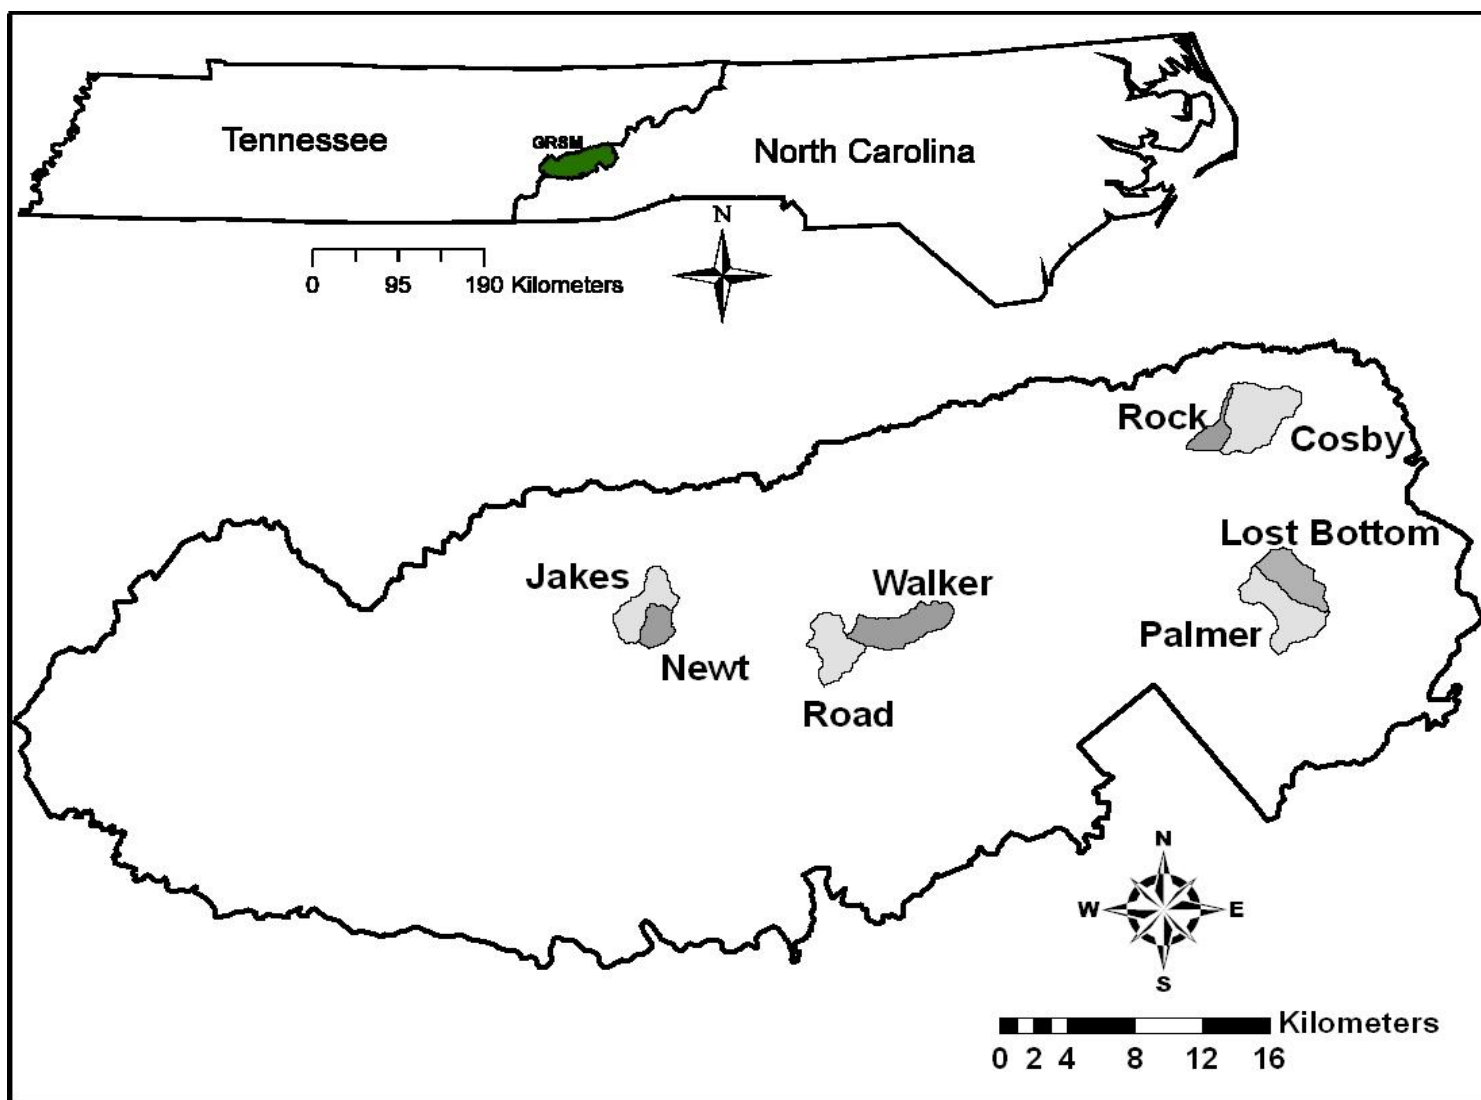 Tennessee
GRSM
North Carolina
N
0 95 190 Kilometers
Rock
Cosby
Lost Bottom
Jakes
Walker
Palmer
Newt
Road
N
W E
S
Kilometers
0 2 4 8 12 16